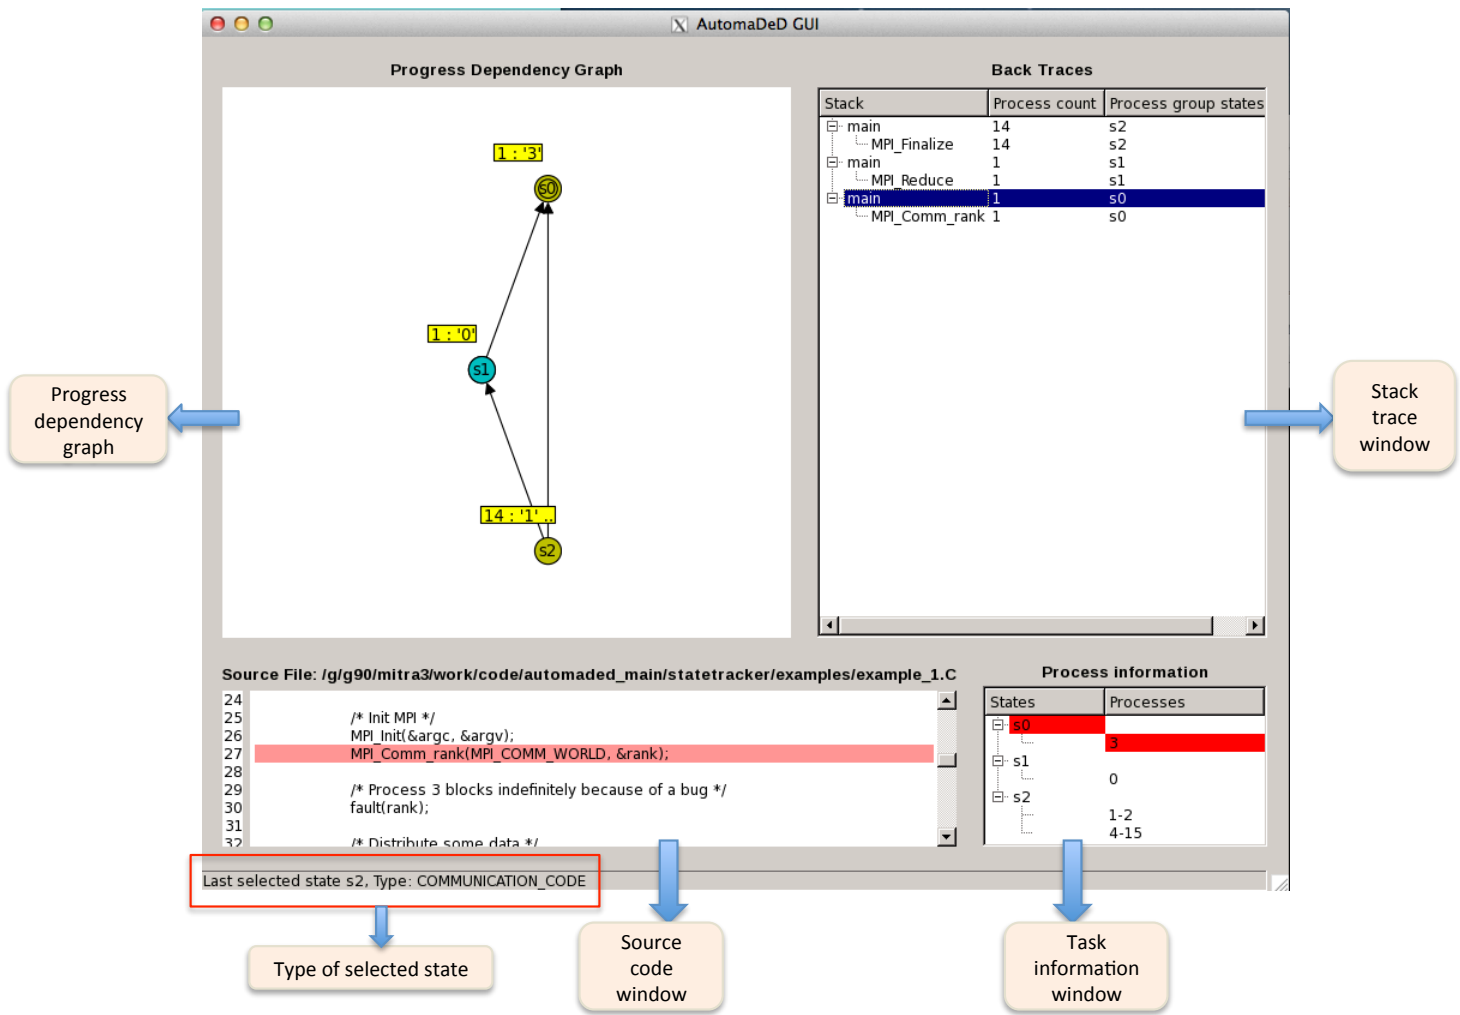 AutomaDeD GUI
Progress Dependency Graph
1 : '3'
s0
1 : '0'
s1
14 : '1' ..
s2
Back Traces
Stack Process count Process group states
main 14 s2
MPI_Finalize 14 s2
main 1 s1
MPI_Reduce 1 s1
main 1 s0
MPI_Comm_rank 1 s0
Progress
dependency
graph
Stack
trace
window
Source File: /g/g90/mitra3/work/code/automaded_main/statetracker/examples/example_1.C
24
25 /* Init MPI */
26 MPI_Init(&argc, &argv);
27 MPI_Comm_rank(MPI_COMM_WORLD, &rank);
28
29 /* Process 3 blocks indefinitely because of a bug */
30 fault(rank);
31
32 /* Distribute some data */
Process information
States Processes
s0
3
s1
0
s2
1-2
4-15
Last selected state s2, Type: COMMUNICATION_CODE
Type of selected state
Source
code
window
Task
information
window